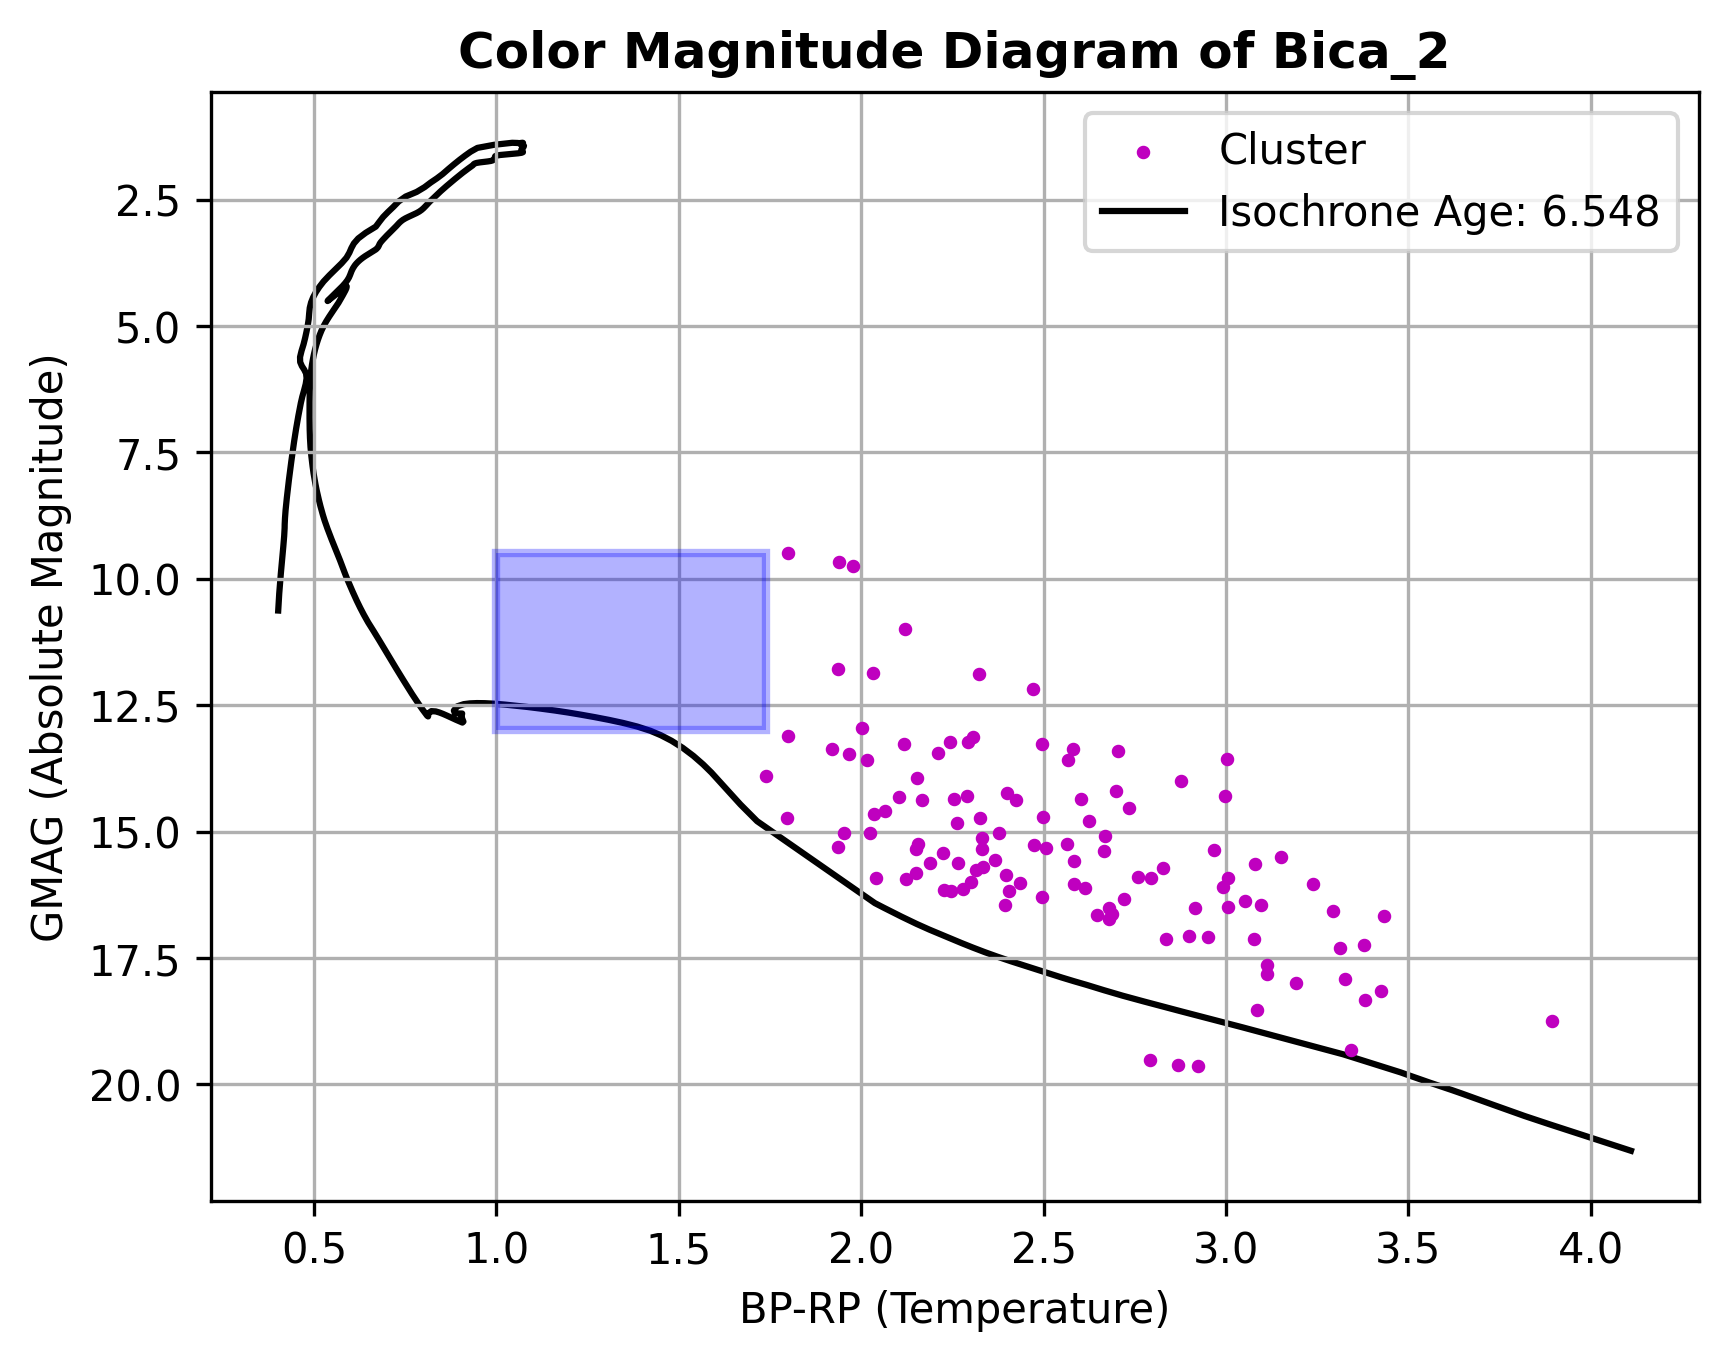 Color Magnitude Diagram of Bica_2
Cluster
Isochrone Age: 6.548
GMAG (Absolute Magnitude)
2.5
5.0
7.5
10.0
12.5
15.0
17.5
20.0
0.5 1.0 1.5 2.0 2.5 3.0 3.5 4.0
BP-RP (Temperature)